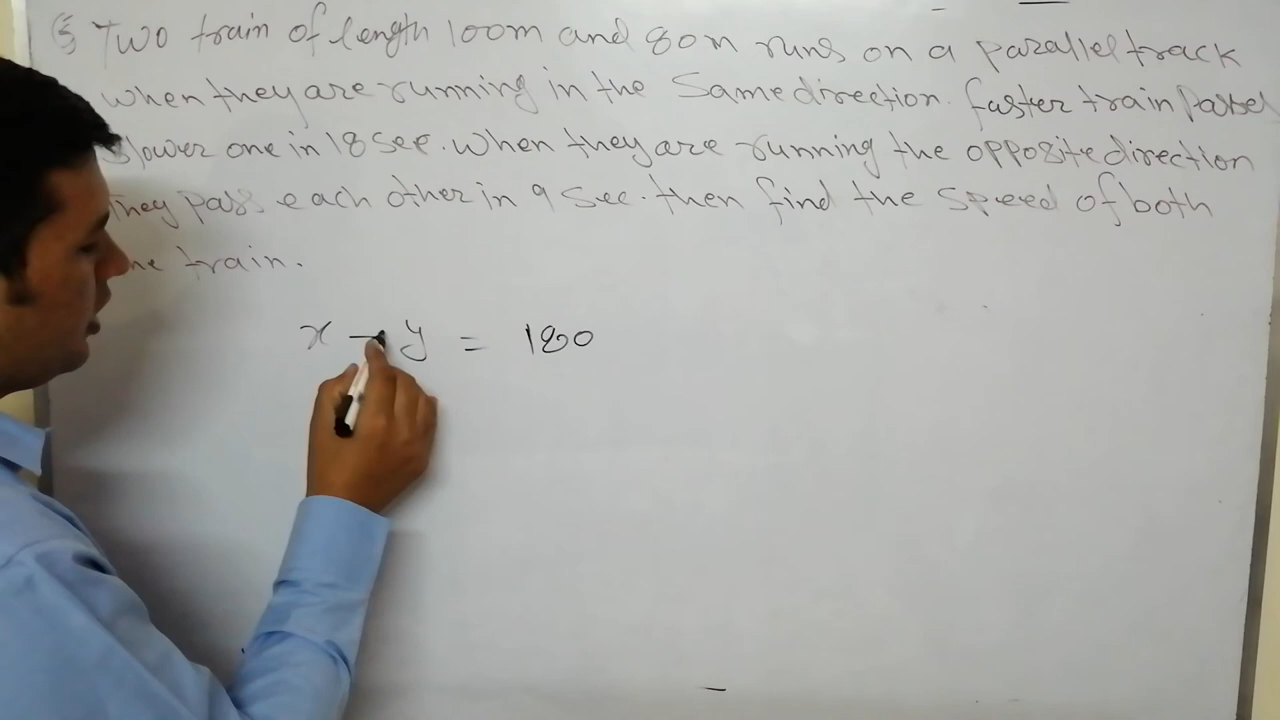 Two train of length 100m and 80m runs on a parallel track
When they are running in the Same direction. faster train Passes
slower one in 18 sec. When they are running the opposite direction
They pass each other in 9 sec. then find the speed of both
train.
x - y = 180